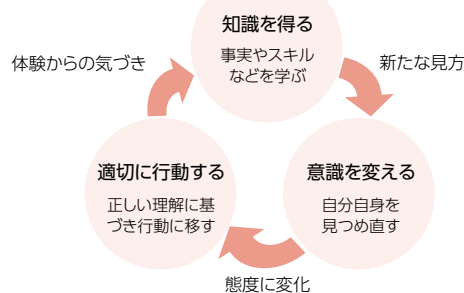 知識を得る
事実やスキル
などを学ぶ
体験からの気づき
新たな見方
適切に行動する
正しい理解に基
づき行動に移す
意識を変える
自分自身を
見つめ直す
態度に変化